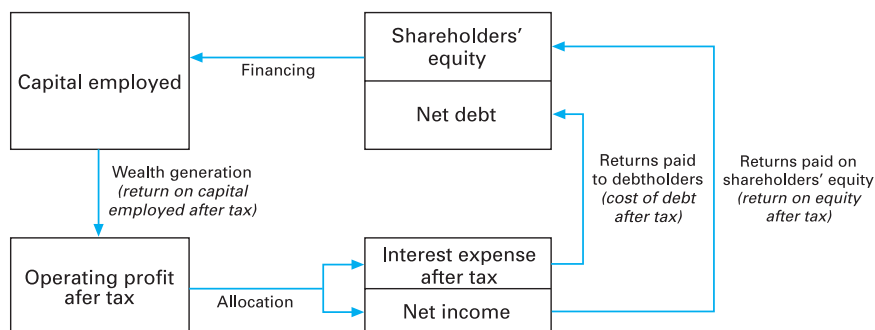 Capital employed
Financing
Shareholders'
equity
Net debt
Wealth generation
(return on capital
employed after tax)
Returns paid
to debtholders
(cost of debt
after tax)
Returns paid on
shareholders' equity
(return on equity
after tax)
Operating profit
afer tax
Allocation
Interest expense
after tax
Net income